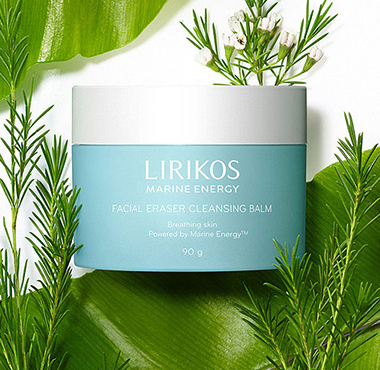 LIRIKOS
MARINE ENERGY
FACIAL ERASER CLEANSING BALM
Breathing skin
Powered by Marine Energy™
90 g